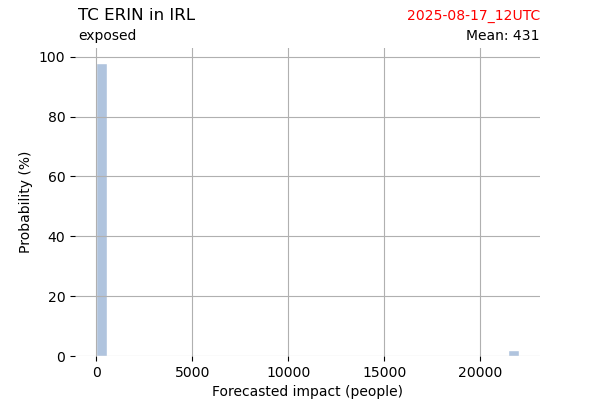 TC ERIN in IRL
2025-08-17_12UTC
exposed
Mean: 431
100
80
60
40
20
0
Probability (%)
0 5000 10000 15000 20000
Forecasted impact (people)